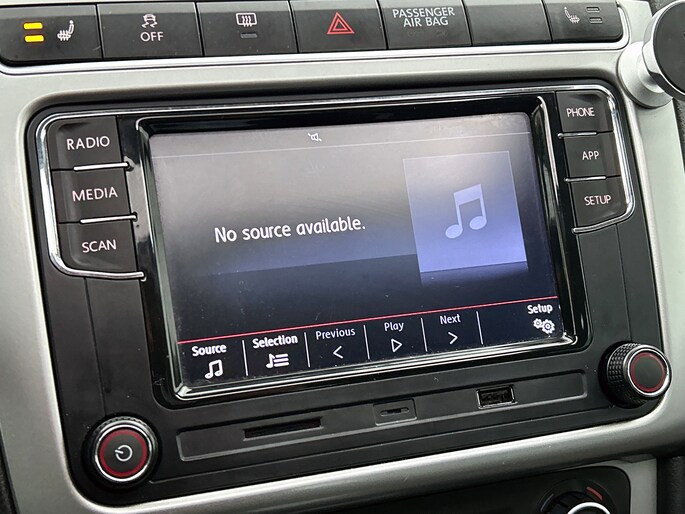 OFF
PASSENGER
AIR BAG
RADIO
MEDIA
SCAN
PHONE
APP
SETUP
No source available.
Source
Selection
Previous
Play
Next
Setup